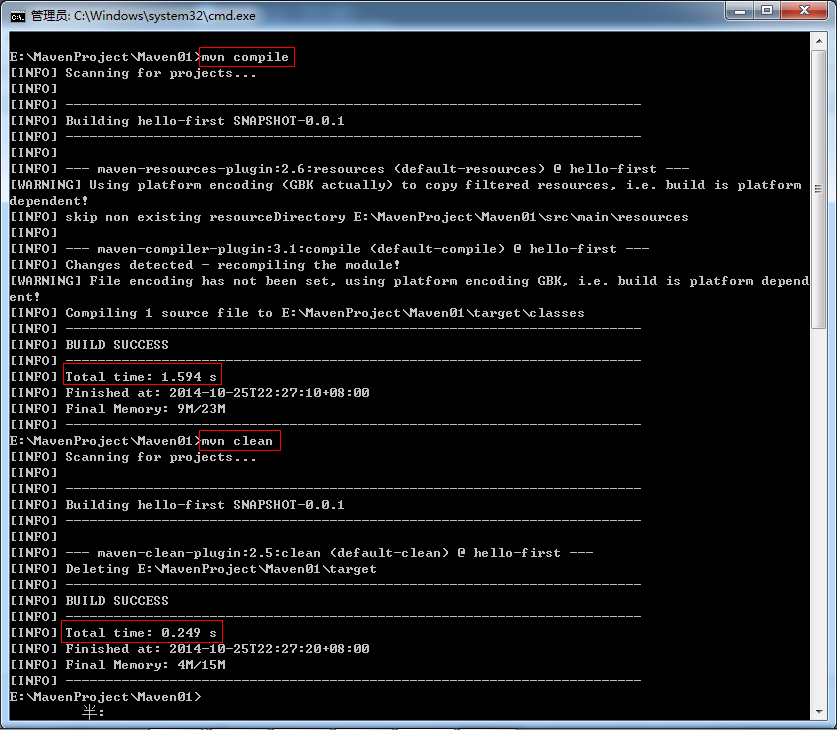 管理员: C:\Windows\system32\cmd.exe
E:\MavenProject\Maven01>mvn compile
[INFO] Scanning for projects...
[INFO]
[INFO] ------------------------------------------------------------------------
[INFO] Building hello-first SNAPSHOT-0.0.1
[INFO] ------------------------------------------------------------------------
[INFO]
[INFO] --- maven-resources-plugin:2.6:resources (default-resources) @ hello-first ---
[WARNING] Using platform encoding (GBK actually) to copy filtered resources, i.e. build is platform
dependent!
[INFO] skip non existing resourceDirectory E:\MavenProject\Maven01\src\main\resources
[INFO]
[INFO] --- maven-compiler-plugin:3.1:compile (default-compile) @ hello-first ---
[INFO] Changes detected - recompiling the module!
[WARNING] File encoding has not been set, using platform encoding GBK, i.e. build is platform depend
ent!
[INFO] Compiling 1 source file to E:\MavenProject\Maven01\target\classes
[INFO] ------------------------------------------------------------------------
[INFO] BUILD SUCCESS
[INFO] ------------------------------------------------------------------------
[INFO] Total time: 1.594 s
[INFO] Finished at: 2014-10-25T22:27:10+08:00
[INFO] Final Memory: 9M/23M
[INFO] ------------------------------------------------------------------------
E:\MavenProject\Maven01>mvn clean
[INFO] Scanning for projects...
[INFO]
[INFO] ------------------------------------------------------------------------
[INFO] Building hello-first SNAPSHOT-0.0.1
[INFO] ------------------------------------------------------------------------
[INFO]
[INFO] --- maven-clean-plugin:2.5:clean (default-clean) @ hello-first ---
[INFO] Deleting E:\MavenProject\Maven01\target
[INFO] ------------------------------------------------------------------------
[INFO] BUILD SUCCESS
[INFO] ------------------------------------------------------------------------
[INFO] Total time: 0.249 s
[INFO] Finished at: 2014-10-25T22:27:20+08:00
[INFO] Final Memory: 4M/15M
[INFO] ------------------------------------------------------------------------
E:\MavenProject\Maven01>
半: